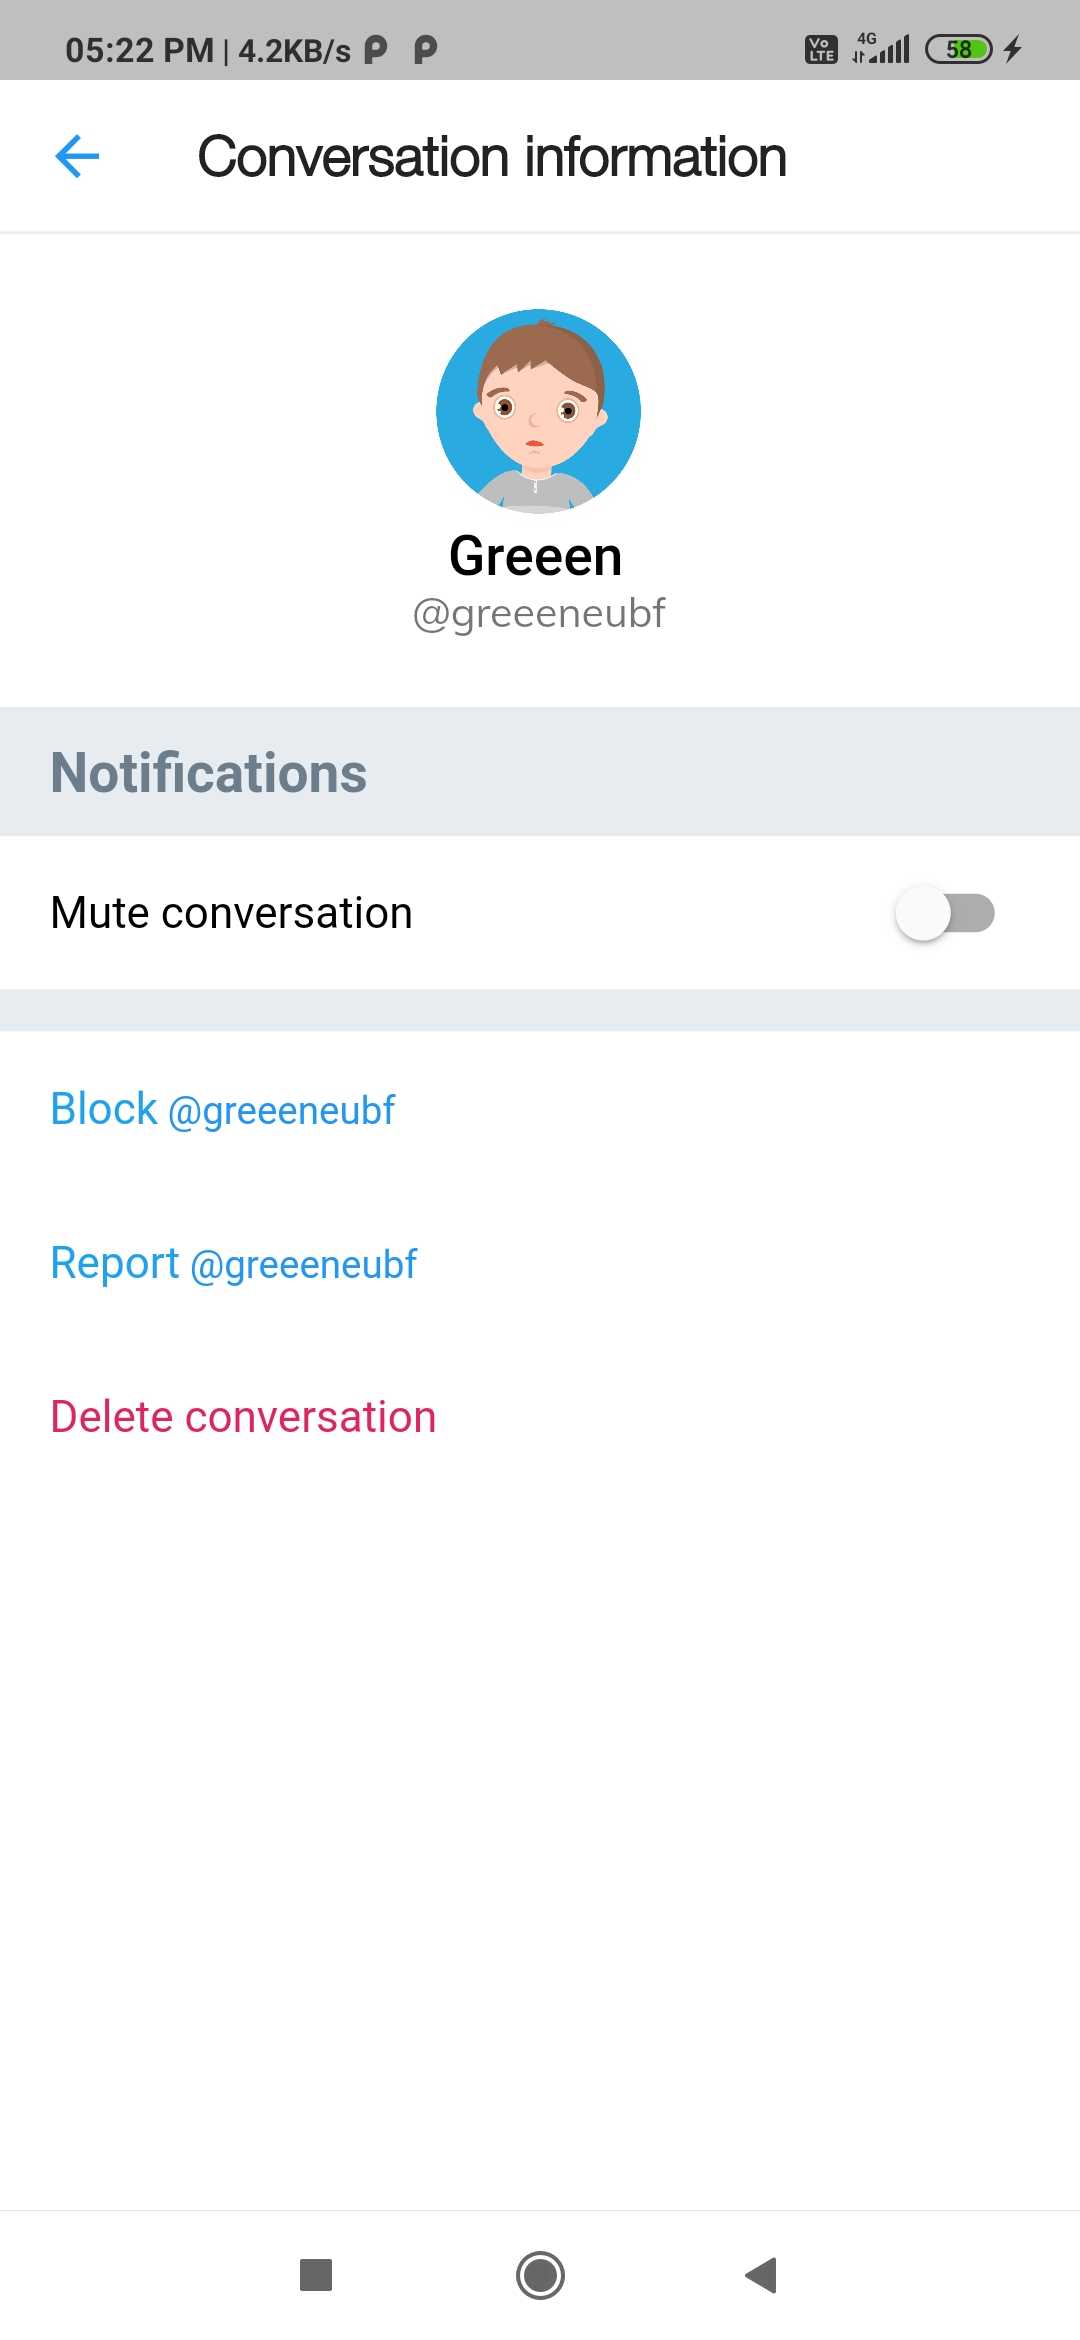 05:22 PM | 4.2KB/s
Vo LTE 4G 58
Conversation information
Greeen
@greeeneubf
Notifications
Mute conversation
Block @greeeneubf
Report @greeeneubf
Delete conversation